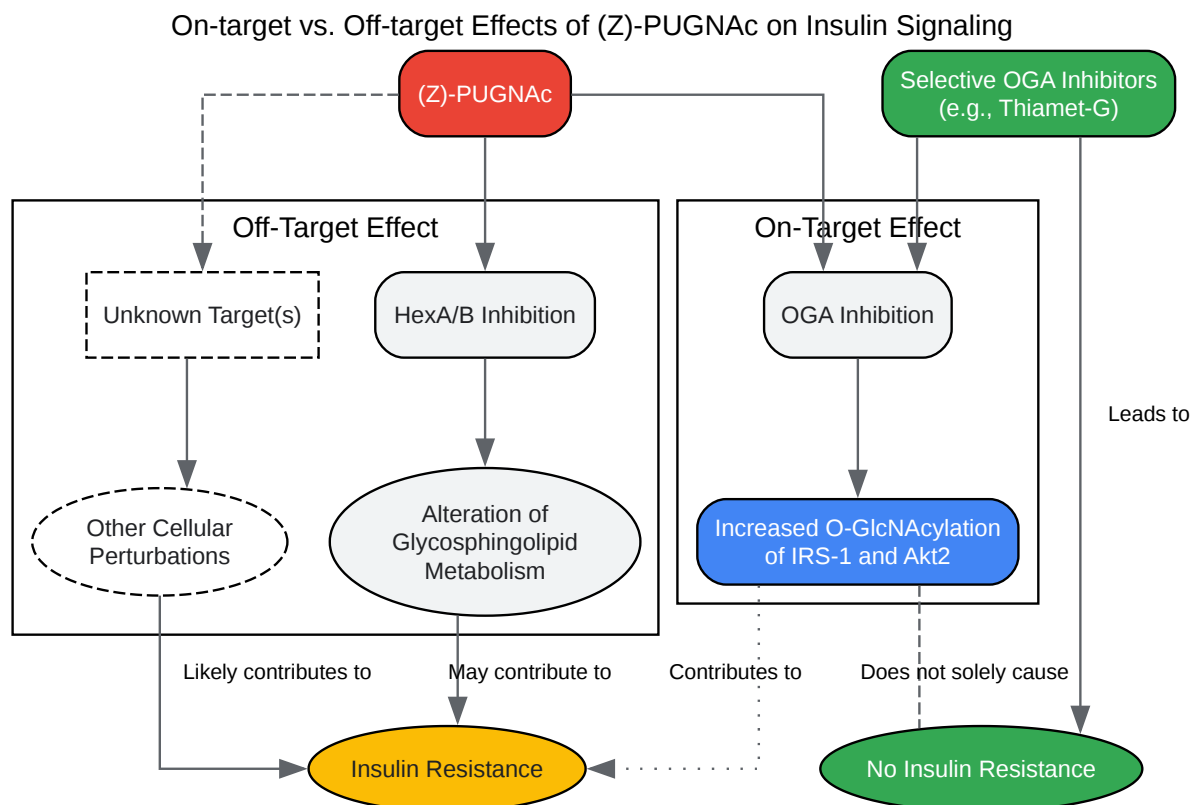 On-target vs. Off-target Effects of (Z)-PUGNAc on Insulin Signaling
(Z)-PUGNAc
Selective OGA Inhibitors
(e.g., Thiamet-G)
Off-Target Effect
On-Target Effect
Unknown Target(s)
HexA/B Inhibition
OGA Inhibition
Leads to
Other Cellular
Perturbations
Alteration of
Glycosphingolipid
Metabolism
Increased O-GlcNAcylation
of IRS-1 and Akt2
Likely contributes to
May contribute to
Contributes to
Does not solely cause
Insulin Resistance
No Insulin Resistance